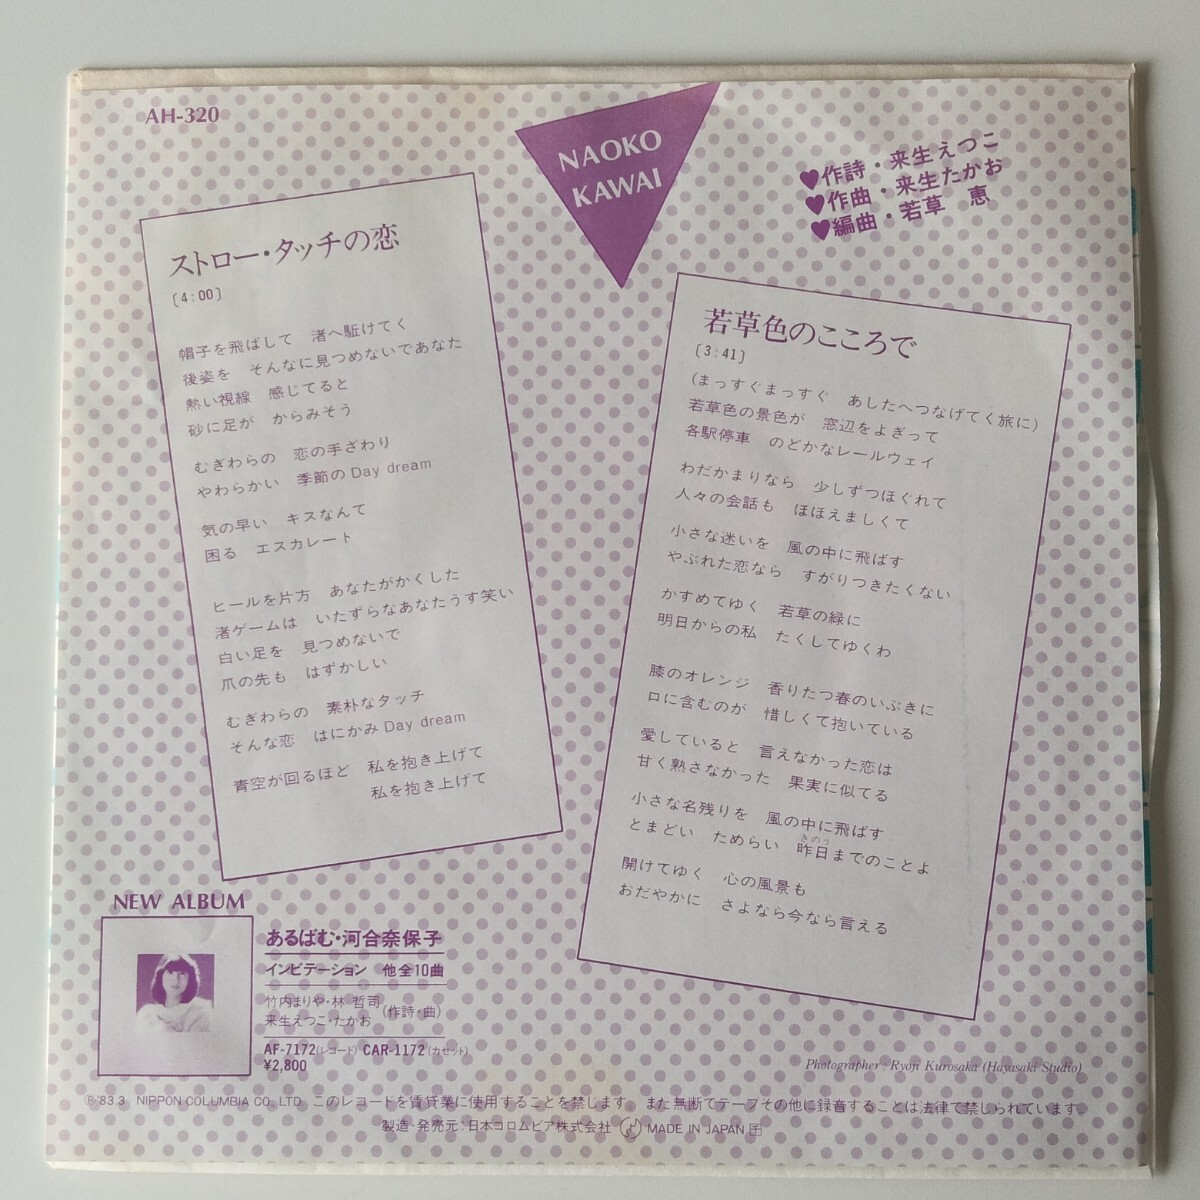 AH-320
NAOKO
KAWAI
♥作詩・来生えつこ
♥作曲・来生たかお
♥編曲・若草 恵
ストロー・タッチの恋
〔4:00〕
帽子を飛ばして 渚へ駈けてく
後姿を そんなに見つめないであなた
熱い視線 感じてると
砂に足が からみそう
むぎわらの 恋の手ざわり
やわらかい 季節のDay dream
気の早い キスなんて
困る エスカレート
ヒールを片方 あなたがかくした
渚ゲームは いたずらなあなたうす笑い
白い足を 見つめないで
爪の先も はずかしい
むぎわらの 素朴なタッチ
そんな恋 はにかみDay dream
青空が回るほど 私を抱き上げて
私を抱き上げて
若草色のこころで
〔3:41〕
(まっすぐまっすぐ あしたへつなげてく旅に)
若草色の景色が 窓辺をよぎって
各駅停車 のどかなレールウェイ
わだかまりなら 少しずつほぐれて
人々の会話も ほほえましくて
小さな迷いを 風の中に飛ばす
やぶれた恋なら すがりつきたくない
かすめてゆく 若草の緑に
明日からの私 たくしてゆくわ
膝のオレンジ 香りたつ春のいぶきに
口に含むのが 惜しくて抱いている
愛していると 言えなかった恋は
甘く熟さなかった 果実に似てる
小さな名残りを 風の中に飛ばす
とまどい ためらい 昨日までのことよ
きのう
開けてゆく 心の風景も
おだやかに さよなら今なら言える
NEW ALBUM
あるばむ・河合奈保子
インビテーション 他全10曲
竹内まりや・林 哲司
来生えつこ・たかお
(作詩・曲)
AF-7172(レコード) CAR-1172(カセット)
¥2,800
Photographer : Ryoji Kurosaka (Hayasaki Studio)
Ⓟ'83.3 NIPPON COLUMBIA CO., LTD. このレコードを賃貸業に使用することを禁じます。 また無断でテープその他に録音することは法律で禁じられています。
製造・発売元:日本コロムビア株式会社 MADE IN JAPAN